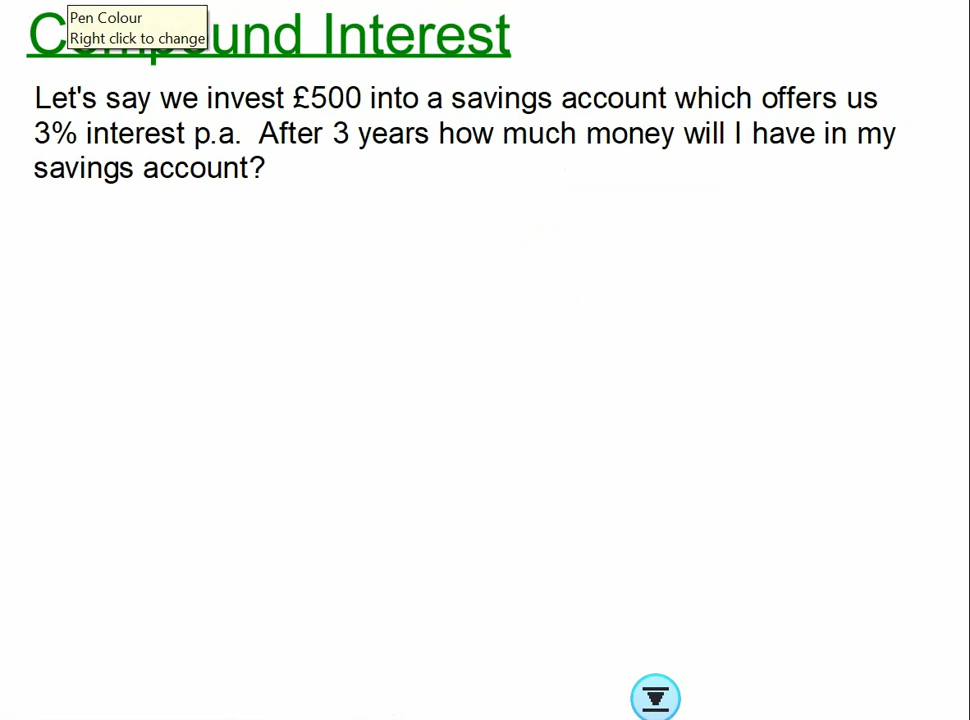 Pen Colour
Right click to change
und Interest
Let's say we invest £500 into a savings account which offers us
3% interest p.a. After 3 years how much money will I have in my
savings account?